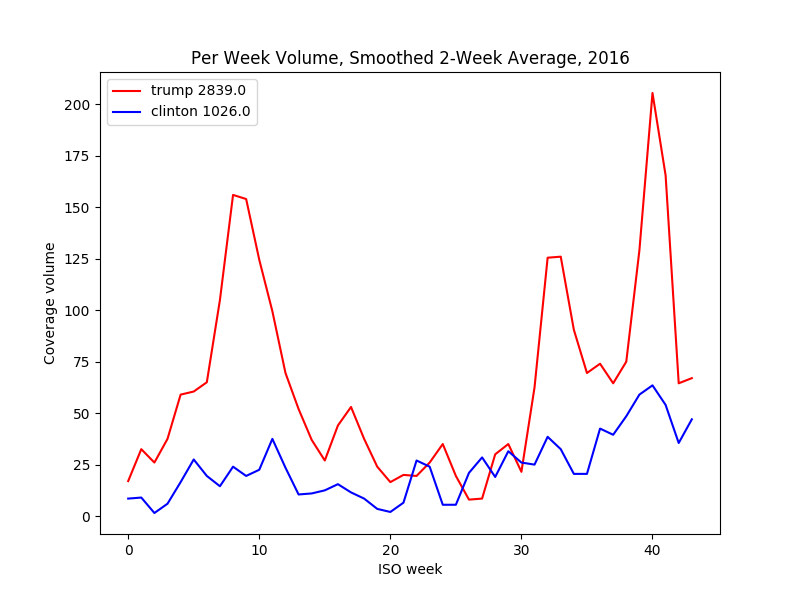 Per Week Volume, Smoothed 2-Week Average, 2016
trump 2839.0
clinton 1026.0
Coverage volume
200
175
150
125
100
75
50
25
0
0 10 20 30 40
ISO week